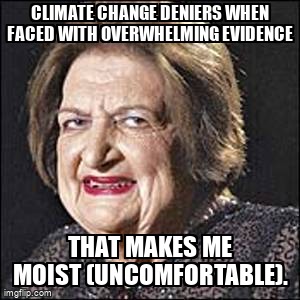 CLIMATE CHANGE DENIERS WHEN
FACED WITH OVERWHELMING EVIDENCE
THAT MAKES ME
MOIST (UNCOMFORTABLE).
imgflip.com